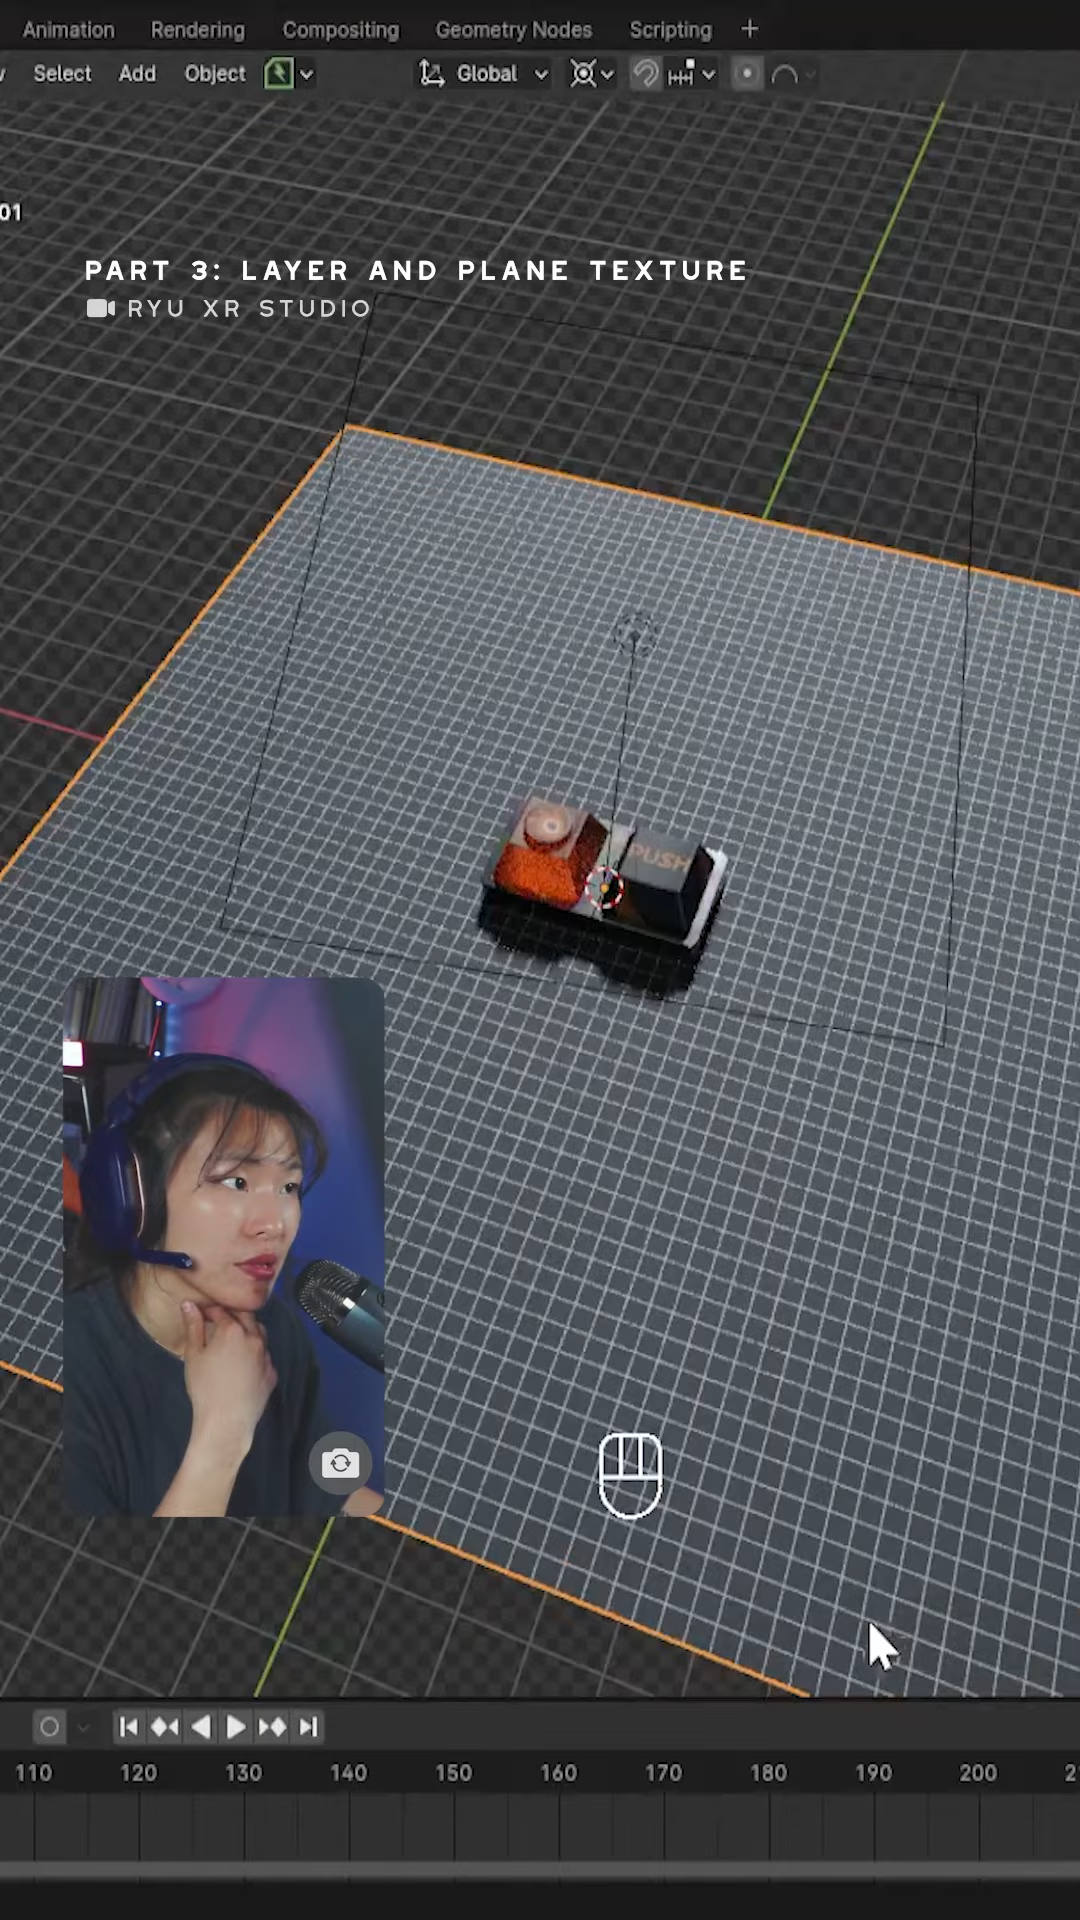 Animation Rendering Compositing Geometry Nodes Scripting +
Select Add Object Global
01
PART 3: LAYER AND PLANE TEXTURE
RYU XR STUDIO
PUSH
110 120 130 140 150 160 170 180 190 200